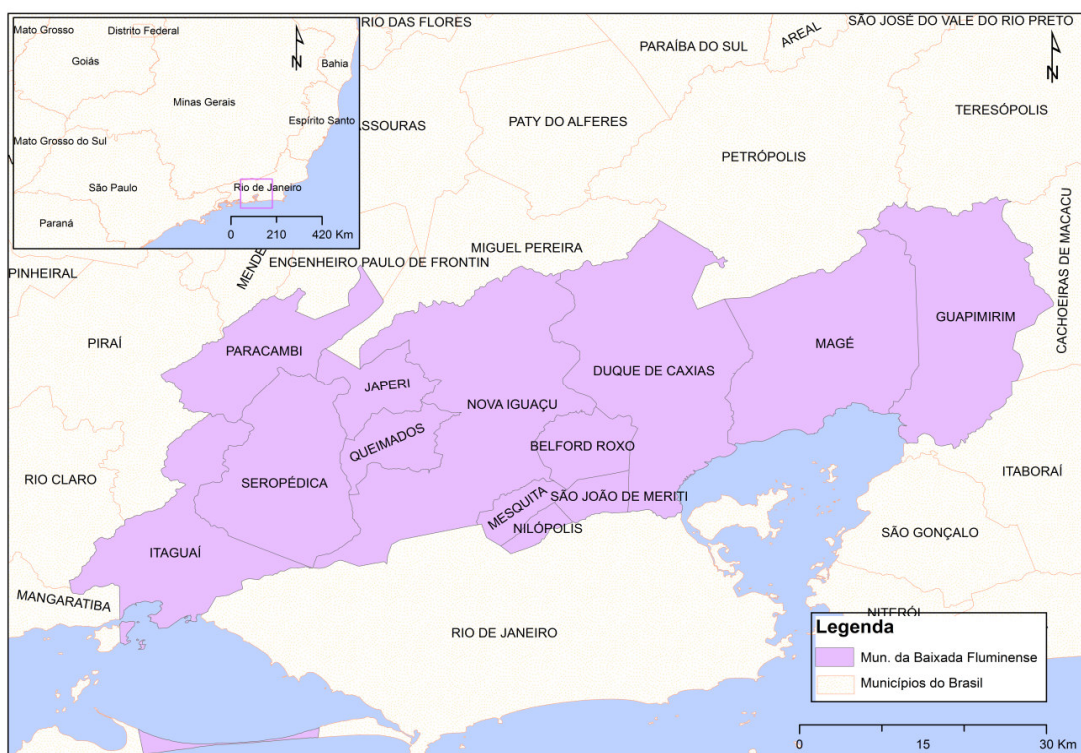 RIO DAS FLORES
SÃO JOSÉ DO VALE DO RIO PRETO
Mato Grosso
Distrito Federal
N
Goiás
Bahia
Minas Gerais
Espírito Santo
Mato Grosso do Sul
São Paulo
Rio de Janeiro
Paraná
0 210 420 Km
PARAÍBA DO SUL
AREAL
N
TERESÓPOLIS
ASSOURAS
PATY DO ALFERES
PETRÓPOLIS
CACHOEIRAS DE MACACU
MIGUEL PEREIRA
ENGENHEIRO PAULO DE FRONTIN
MENDE
PINHEIRAL
PIRAÍ
PARACAMBI
JAPERI
NOVA IGUAÇU
DUQUE DE CAXIAS
MAGÉ
GUAPIMIRIM
QUEIMADOS
BELFORD ROXO
RIO CLARO
SEROPÉDICA
MESQUITA
SÃO JOÃO DE MERITI
NILÓPOLIS
ITABORAÍ
SÃO GONÇALO
ITAGUAÍ
MANGARATIBA
RIO DE JANEIRO
NITERÓI
Legenda
Mun. da Baixada Fluminense
Municípios do Brasil
0 15 30 Km